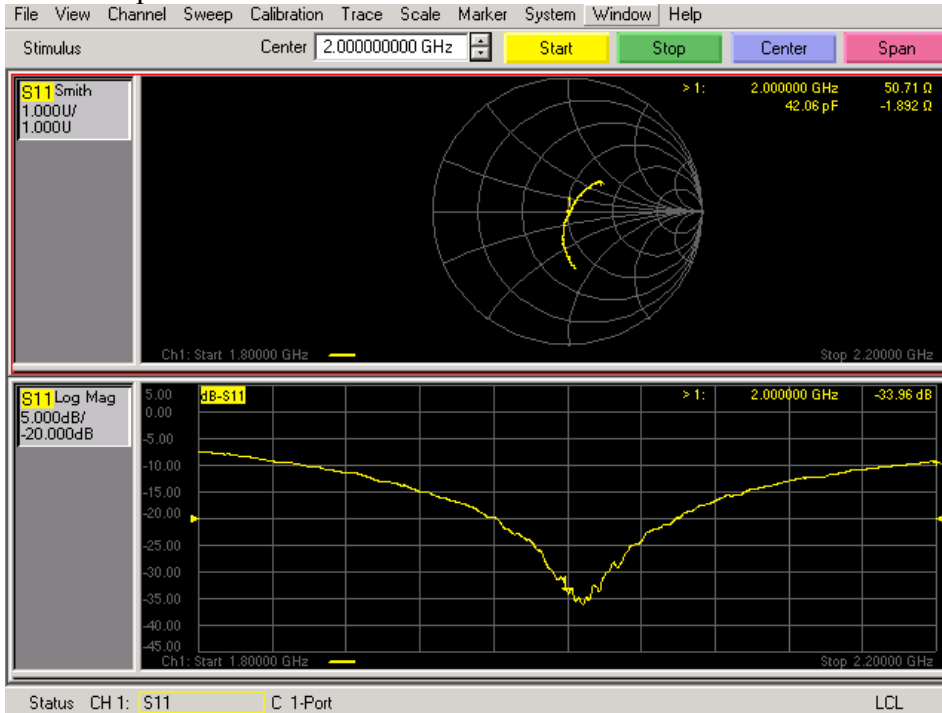 File View Channel Sweep Calibration Trace Scale Marker System Window Help
Stimulus Center 2.000000000 GHz Start Stop Center Span
S11 Smith
1.000U/
1.000U
> 1: 2.000000 GHz 50.71 Ω
42.06 pF -1.892 Ω
Ch1: Start 1.80000 GHz Stop 2.20000 GHz
S11 Log Mag
5.000dB/
-20.000dB
5.00 dB-S11 > 1: 2.000000 GHz -33.96 dB
0.00
-5.00
-10.00
-15.00
-20.00
-25.00
-30.00
-35.00
-40.00
-45.00
Ch1: Start 1.80000 GHz Stop 2.20000 GHz
Status CH 1: S11 C 1-Port LCL